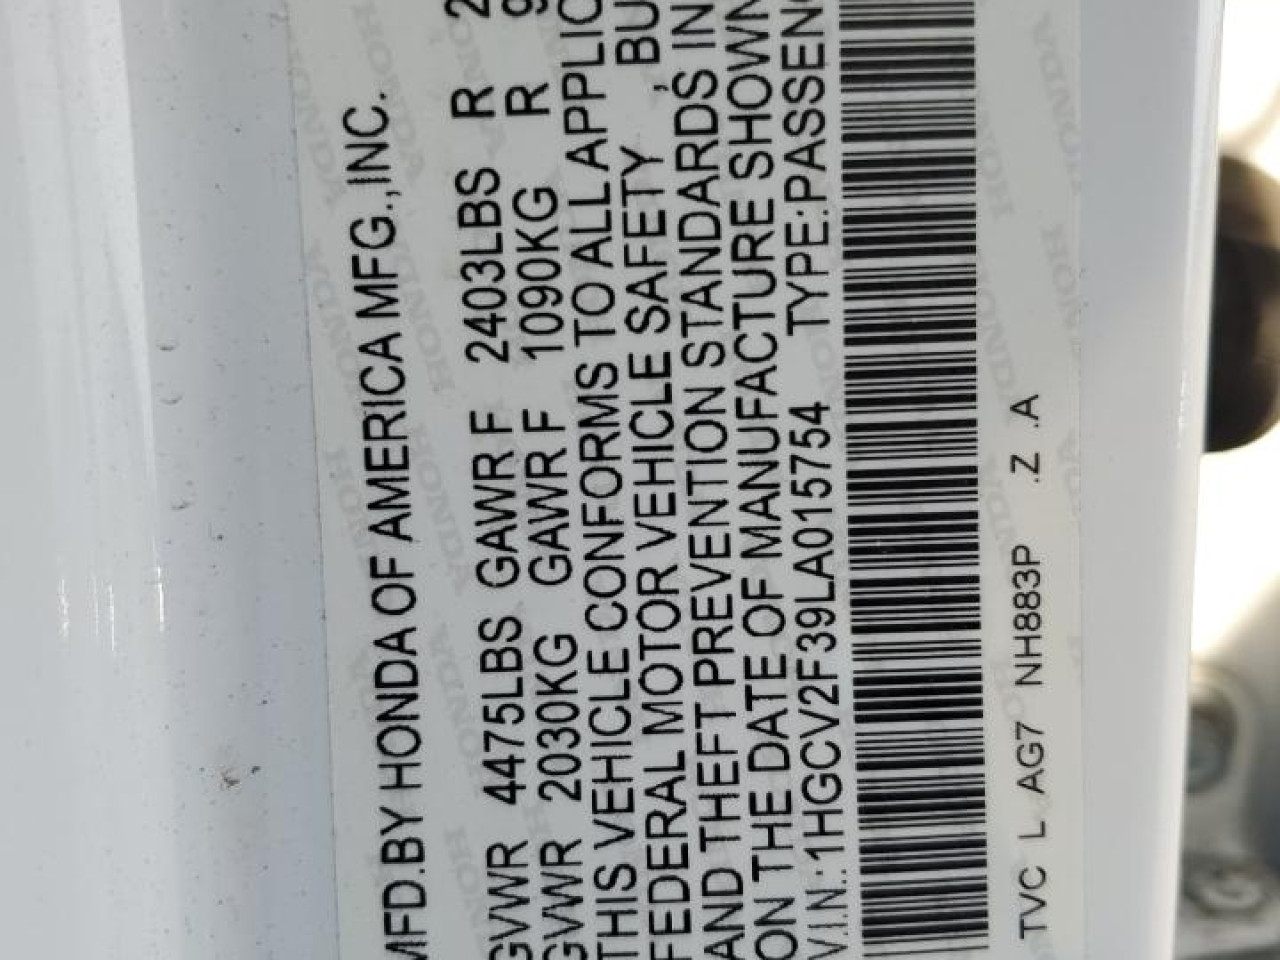 MFD.BY HONDA OF AMERICA MFG.,INC.
GVWR 4475LBS GAWR F 2403LBS R 2
GVWR 2030KG GAWR F 1090KG R 9
THIS VEHICLE CONFORMS TO ALL APPLIC
FEDERAL MOTOR VEHICLE SAFETY , BU
AND THEFT PREVENTION STANDARDS IN
ON THE DATE OF MANUFACTURE SHOWN
V.I.N.:1HGCV2F39LA015754 TYPE:PASSEN
TVC L AG7 NH883P .Z .A